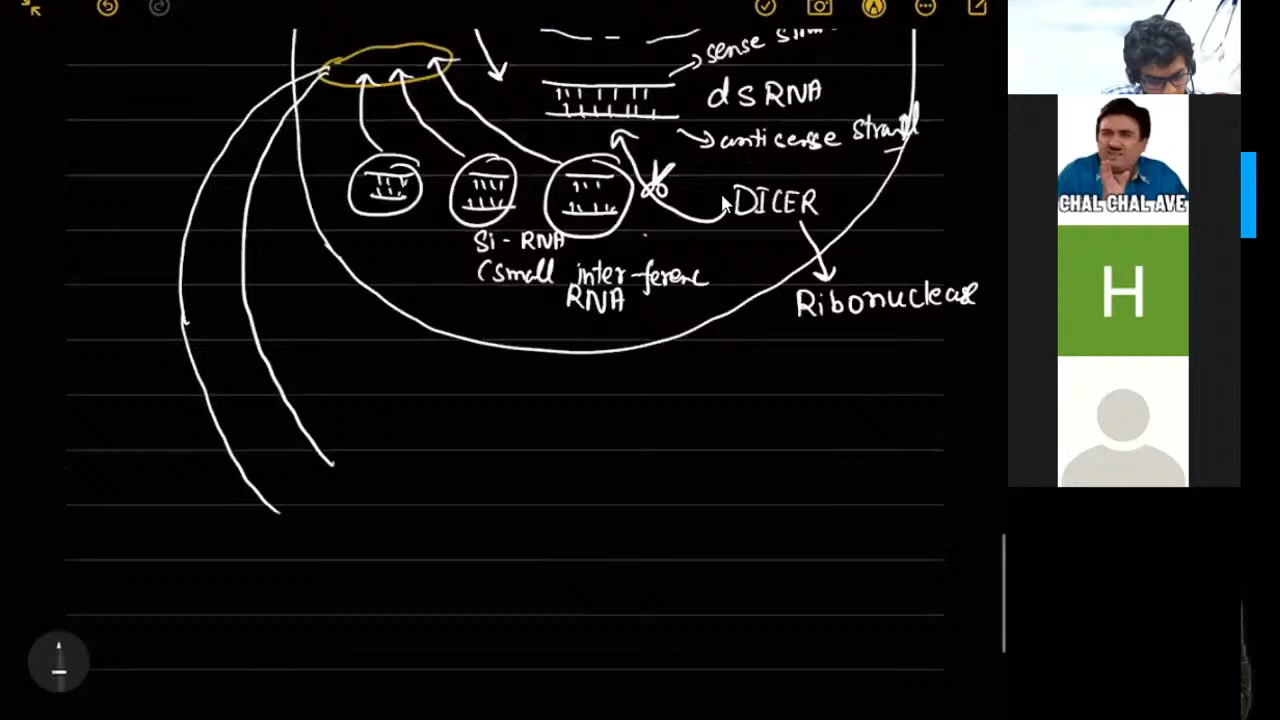 sense
dsRNA
anticense strand
DICER
Si - RNA
(small inter-ferenc
RNA
Ribonuclease
CHAL CHAL AVE
H